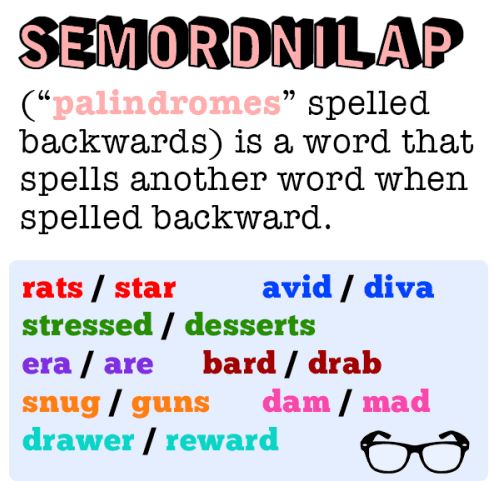 SEMORDNILAP
(“palindromes” spelled
backwards) is a word that
spells another word when
spelled backward.
rats / star avid / diva
stressed / desserts
era / are bard / drab
snug / guns dam / mad
drawer / reward